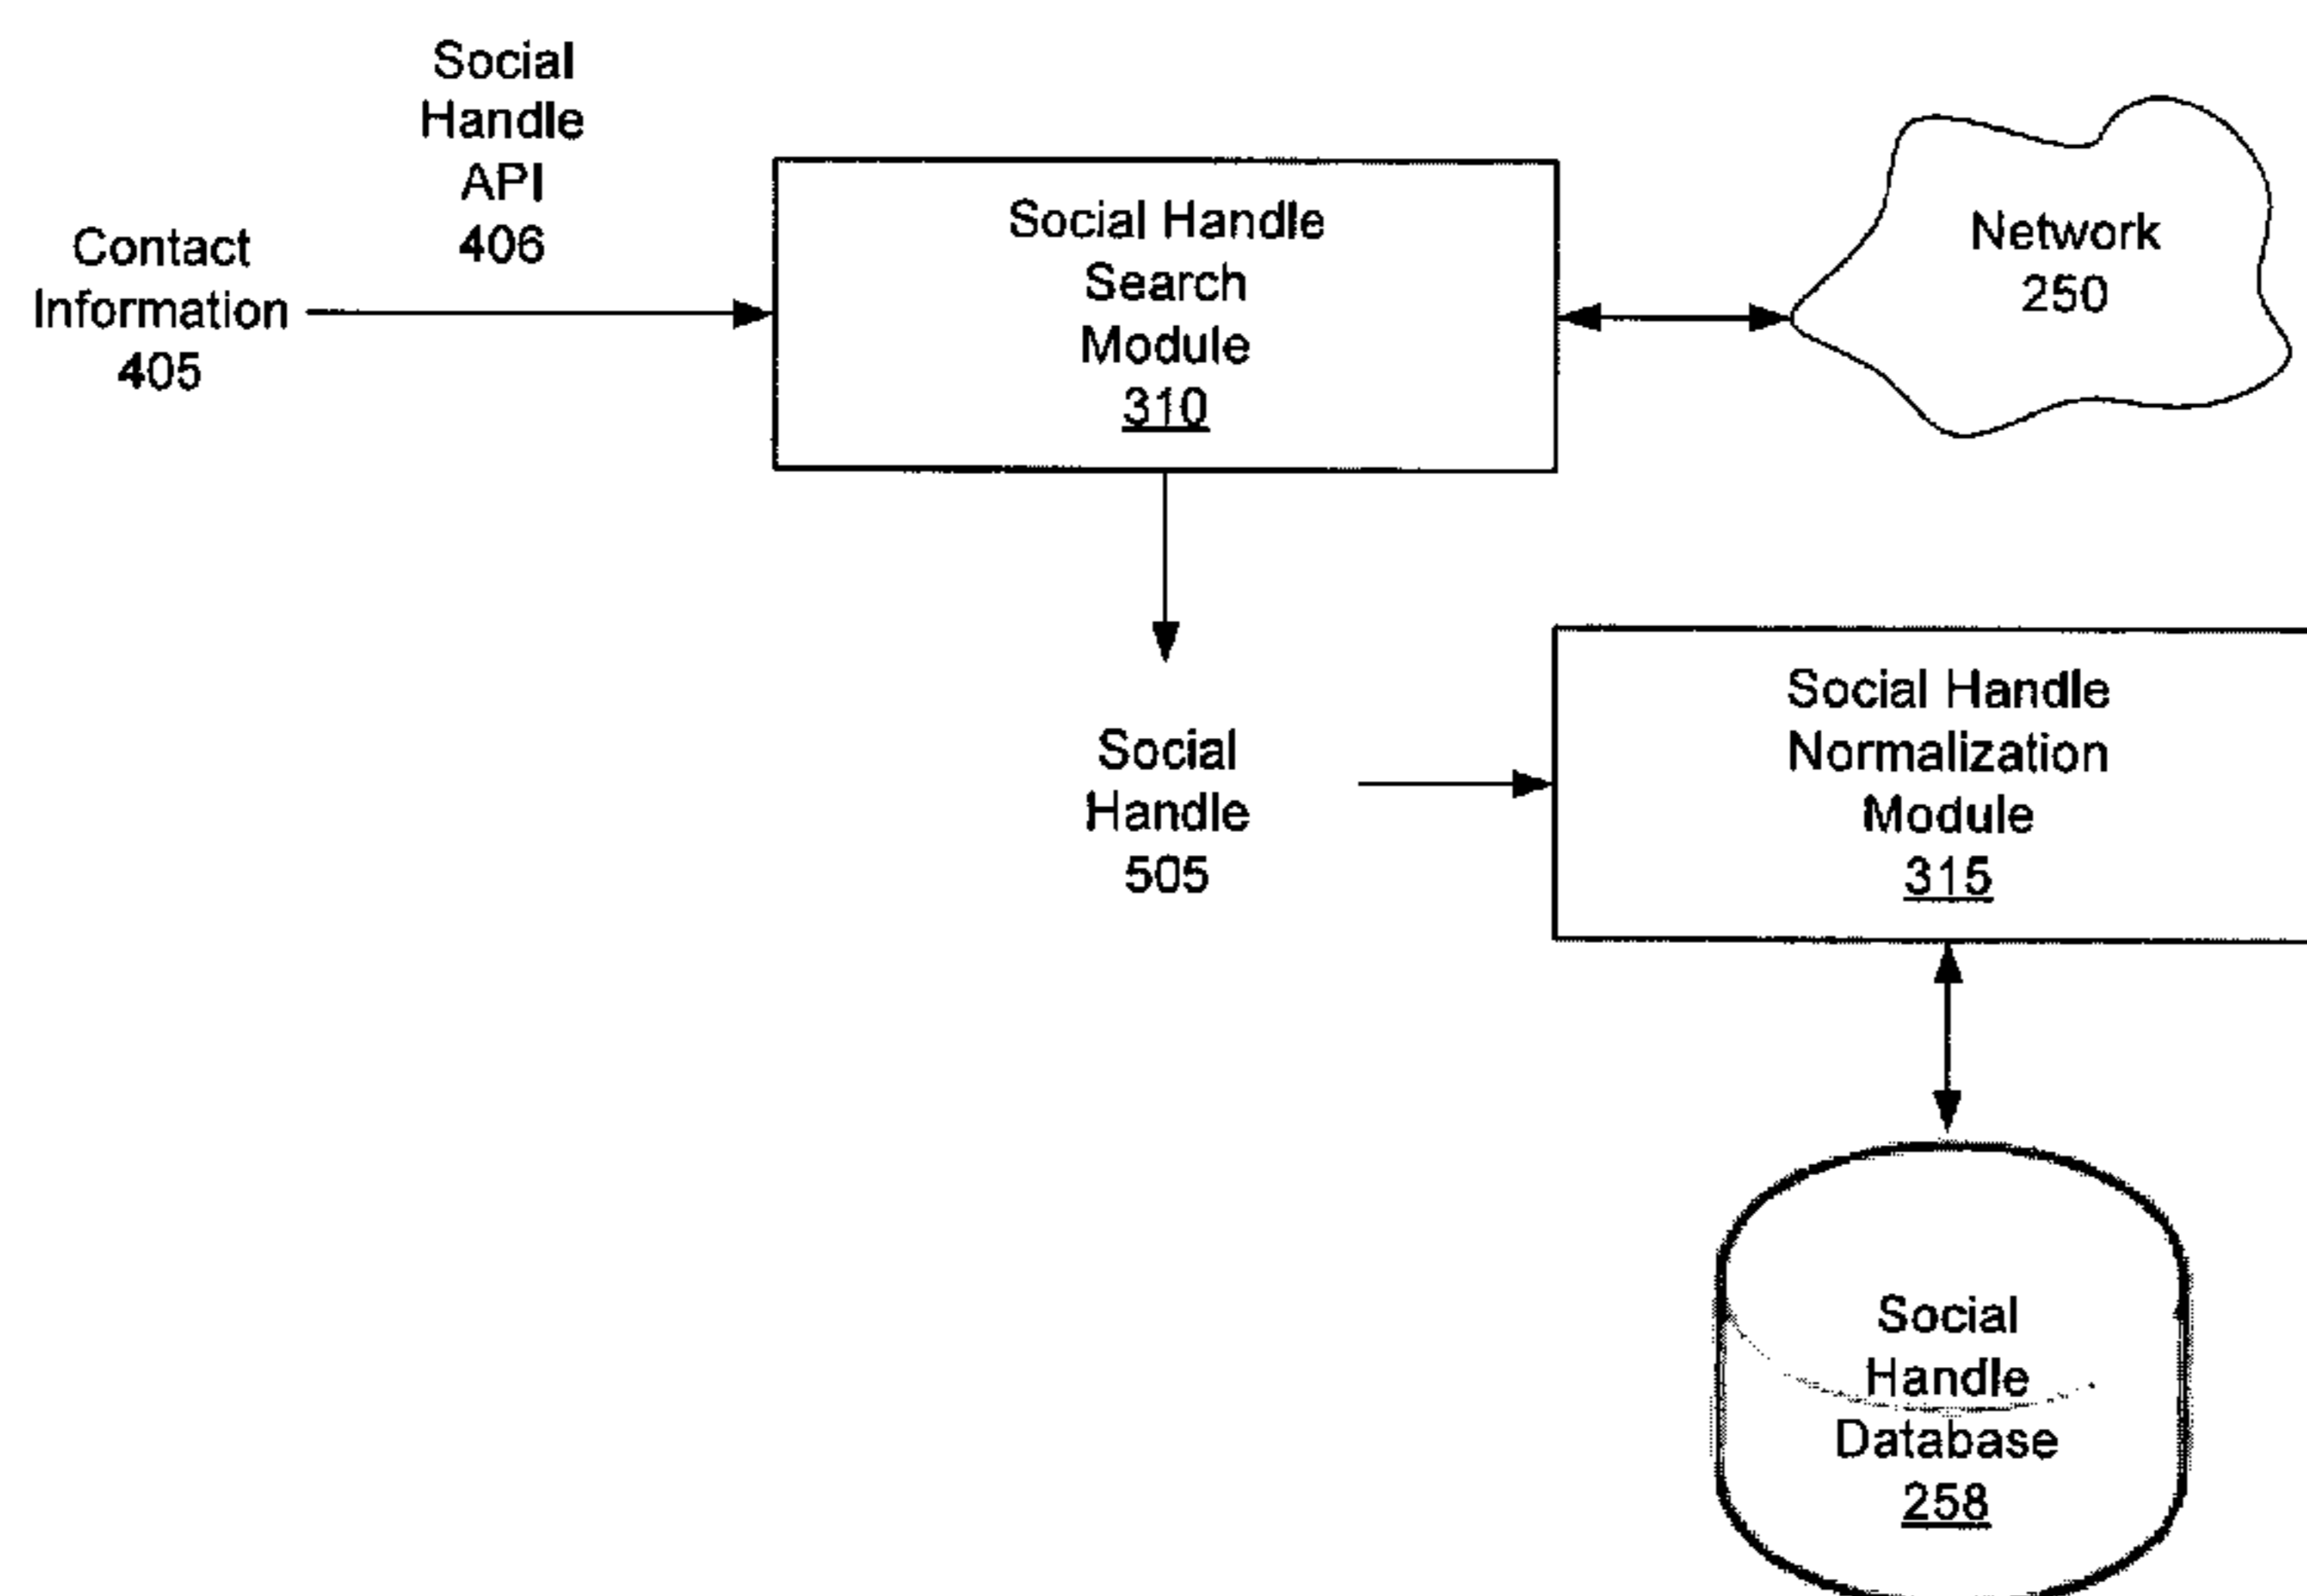 Social
Handle
API
406
Contact
Information
405
Social Handle
Search
Module
310
Network
250
Social
Handle
505
Social Handle
Normalization
Module
315
Social
Handle
Database
258